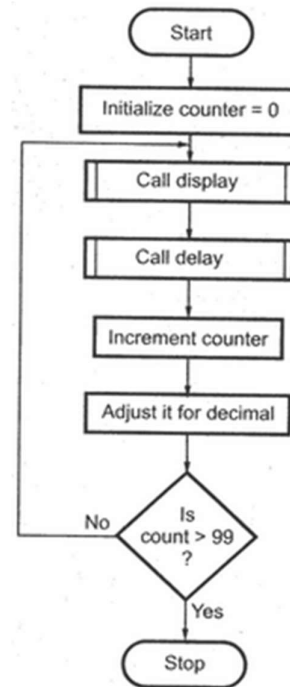 Start
Initialize counter = 0
Call display
Call delay
Increment counter
Adjust it for decimal
Is
count > 99
?
No
Yes
Stop